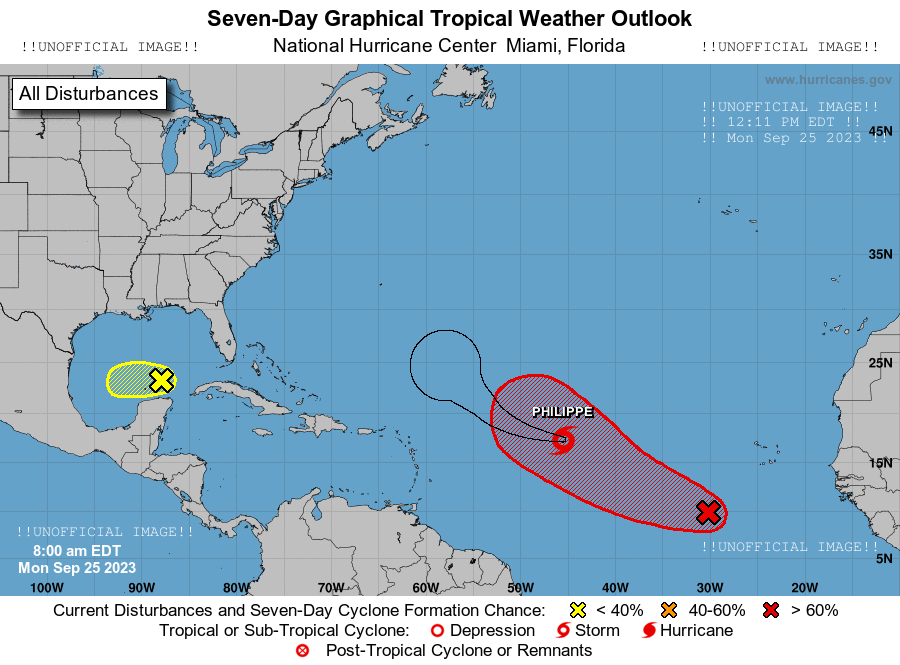 Seven-Day Graphical Tropical Weather Outlook
!!UNOFFICIAL IMAGE!! National Hurricane Center Miami, Florida !!UNOFFICIAL IMAGE!!
All Disturbances
www.hurricanes.gov
!!UNOFFICIAL IMAGE!!
!! 12:11 PM EDT !!
!! Mon Sep 25 2023 !!
45N
35N
25N
PHILIPPE
15N
!!UNOFFICIAL IMAGE!!
8:00 am EDT
Mon Sep 25 2023
!!UNOFFICIAL IMAGE!!
5N
100W 90W 80W 70W 60W 50W 40W 30W 20W
Current Disturbances and Seven-Day Cyclone Formation Chance: < 40% 40-60% > 60%
Tropical or Sub-Tropical Cyclone: Depression Storm Hurricane
Post-Tropical Cyclone or Remnants